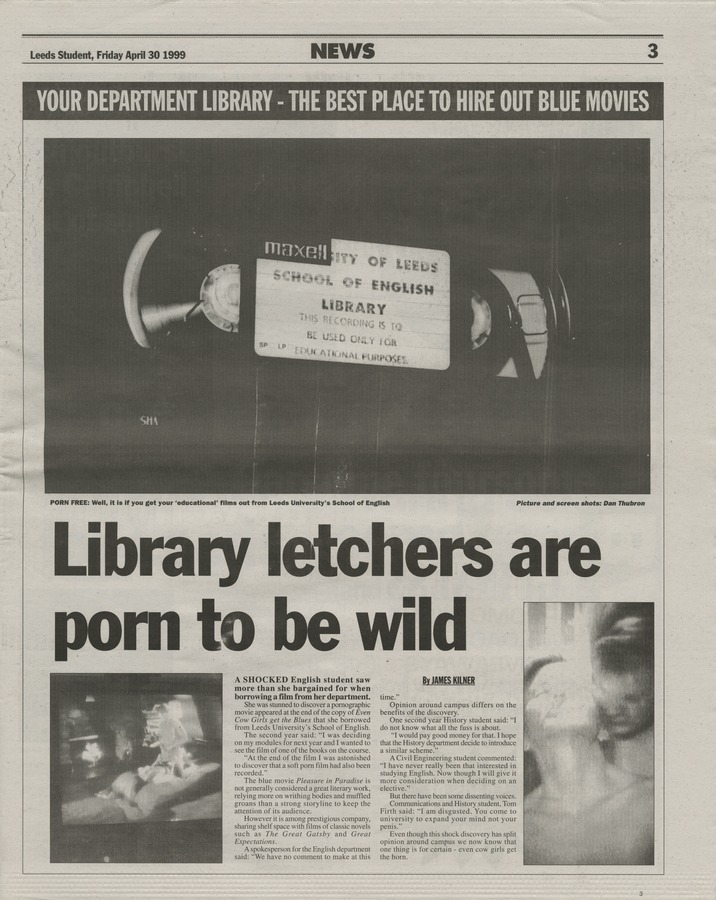 Leeds Student, Friday April 30 1999
NEWS
3
YOUR DEPARTMENT LIBRARY - THE BEST PLACE TO HIRE OUT BLUE MOVIES
maxell
ITY OF LEEDS
SCHOOL OF ENGLISH
LIBRARY
THIS RECORDING IS TO
BE USED ONLY FOR
SP LP EDUCATIONAL PURPOSES.
PORN FREE: Well, it is if you get your 'educational' films out from Leeds University's School of English
Picture and screen shots: Dan Thubron
Library letchers are
porn to be wild
A SHOCKED English student saw
more than she bargained for when
borrowing a film from her department.
She was stunned to discover a pornographic
movie appeared at the end of the copy of Even
Cow Girls get the Blues that she borrowed
from Leeds University's School of English.
The second year said: "I was deciding
on my modules for next year and I wanted to
see the film of one of the books on the course.
"At the end of the film I was astonished
to discover that a soft porn film had also been
recorded."
The blue movie Pleasure in Paradise is
not generally considered a great literary work,
relying more on writhing bodies and muffled
groans than a strong storyline to keep the
attention of its audience.
However it is among prestigious company,
sharing shelf space with films of classic novels
such as The Great Gatsby and Great
Expectations.
A spokesperson for the English department
said: "We have no comment to make at this
By JAMES KILNER
time."
Opinion around campus differs on the
benefits of the discovery.
One second year History student said: "I
do not know what all the fuss is about.
"I would pay good money for that. I hope
that the History department decide to introduce
a similar scheme."
A Civil Engineering student commented:
"I have never really been that interested in
studying English. Now though I will give it
more consideration when deciding on an
elective."
But there have been some dissenting voices.
Communications and History student, Tom
Firth said: "I am disgusted. You come to
university to expand your mind not your
penis."
Even though this shock discovery has split
opinion around campus we now know that
one thing is for certain - even cow girls get
the horn.
3